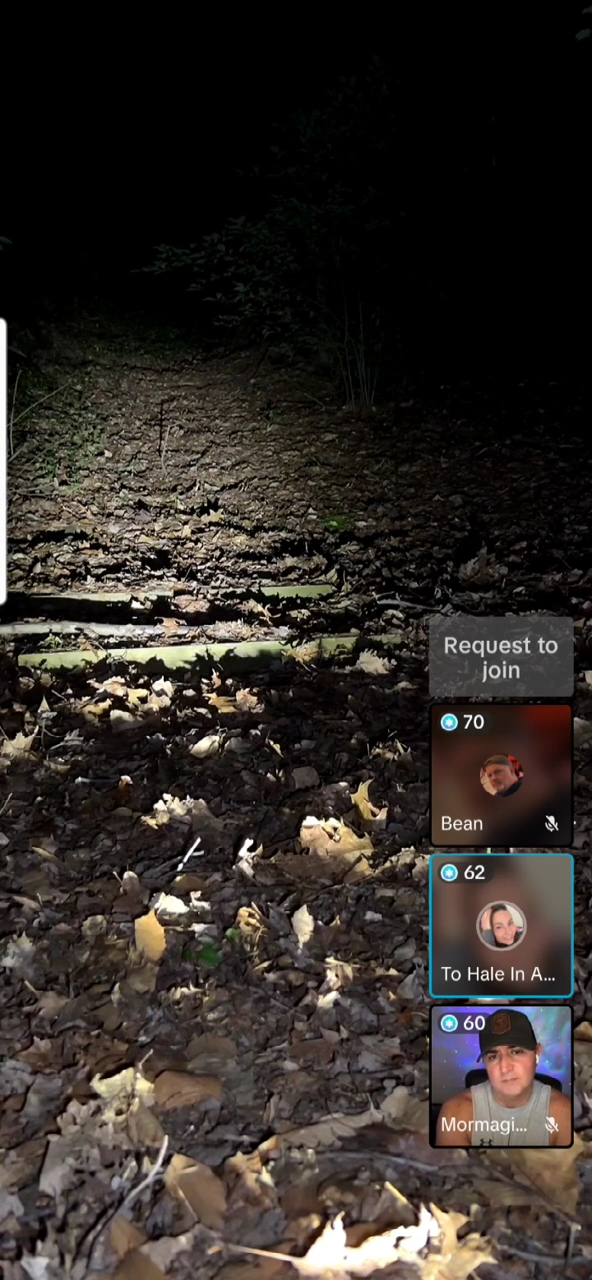 Request to
join
70
Bean
62
To Hale In A...
60
Mormagi...